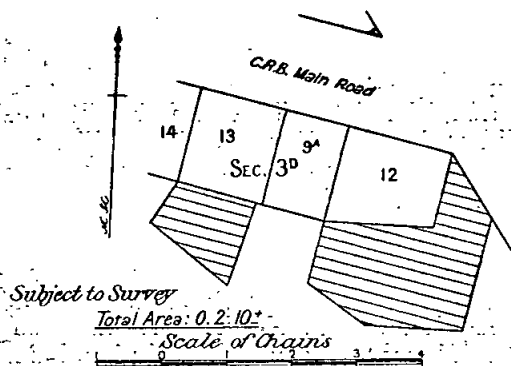 C.R.B. Main Road
14
13
9A
SEC. 3D
12
Subject to Survey
Total Area: 0.2.10±
Scale of Chains
1 0 1 2 3 4